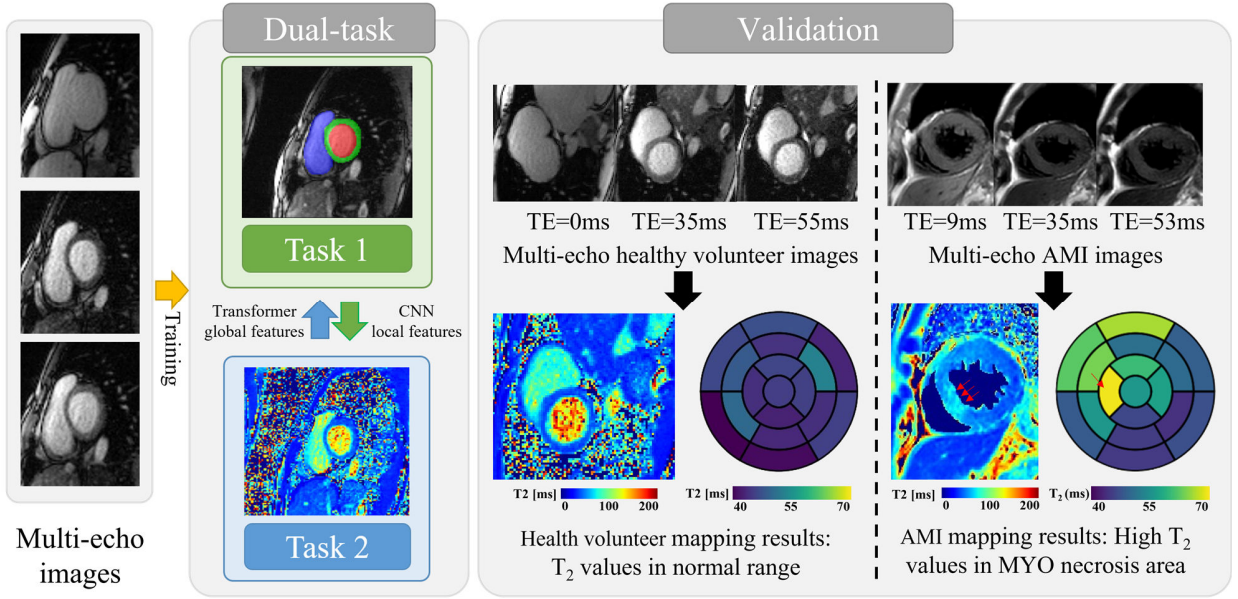 Multi-echo
images
Training
Dual-task
Task 1
Transformer
global features
CNN
local features
Task 2
Validation
TE=0ms TE=35ms TE=55ms
Multi-echo healthy volunteer images
T2 [ms]
0 100 200
T2 [ms]
40 55 70
Health volunteer mapping results:
T2 values in normal range
TE=9ms TE=35ms TE=53ms
Multi-echo AMI images
T2 [ms]
0 100 200
T2 (ms)
40 55 70
AMI mapping results: High T2
values in MYO necrosis area